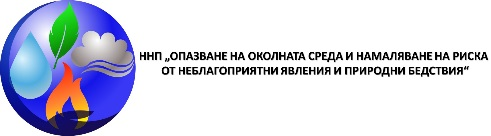 ННП „ОПАЗВАНЕ НА ОКОЛНАТА СРЕДА И НАМАЛЯВАНЕ НА РИСКА
ОТ НЕБЛАГОПРИЯТНИ ЯВЛЕНИЯ И ПРИРОДНИ БЕДСТВИЯ“